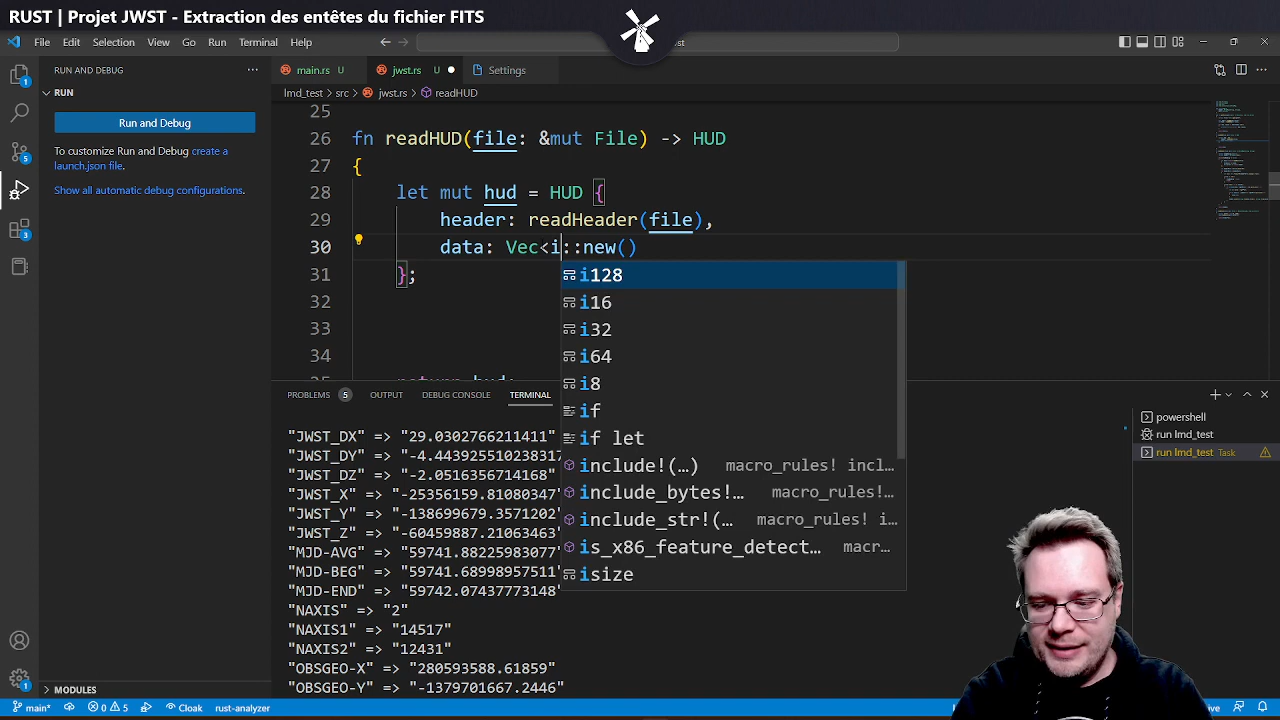 RUST | Projet JWST - Extraction des entêtes du fichier FITS
File Edit Selection View Go Run Terminal Help
est
RUN AND DEBUG
main.rs U
jwst.rs U
Settings
RUN
lmd_test > src > jwst.rs > readHUD
Run and Debug
To customize Run and Debug create a
launch.json file.
Show all automatic debug configurations.
25
26 fn readHUD(file: &mut File) -> HUD
27 {
28 let mut hud = HUD {
29 header: readHeader(file),
30 data: Vec<i::new()
31 };
32
33
34
i128
i16
i32
i64
i8
if
if let
include!(…) macro_rules! incl…
include_bytes!… macro_rules!…
include_str!(… macro_rules! i…
is_x86_feature_detect… macr…
isize
PROBLEMS 5 OUTPUT DEBUG CONSOLE TERMINAL
powershell
run lmd_test
run lmd_test Task
"JWST_DX" => "29.0302766211411"
"JWST_DY" => "-4.443925510238317
"JWST_DZ" => "-2.0516356714168"
"JWST_X" => "-25356159.81080347"
"JWST_Y" => "-138699679.3571202"
"JWST_Z" => "-60459887.21063463"
"MJD-AVG" => "59741.88225983077"
"MJD-BEG" => "59741.68998957511"
"MJD-END" => "59742.07437773148"
"NAXIS" => "2"
"NAXIS1" => "14517"
"NAXIS2" => "12431"
"OBSGEO-X" => "280593588.61859"
"OBSGEO-Y" => "-1379701667.2446"
MODULES
main* 0 5 Cloak rust-analyzer